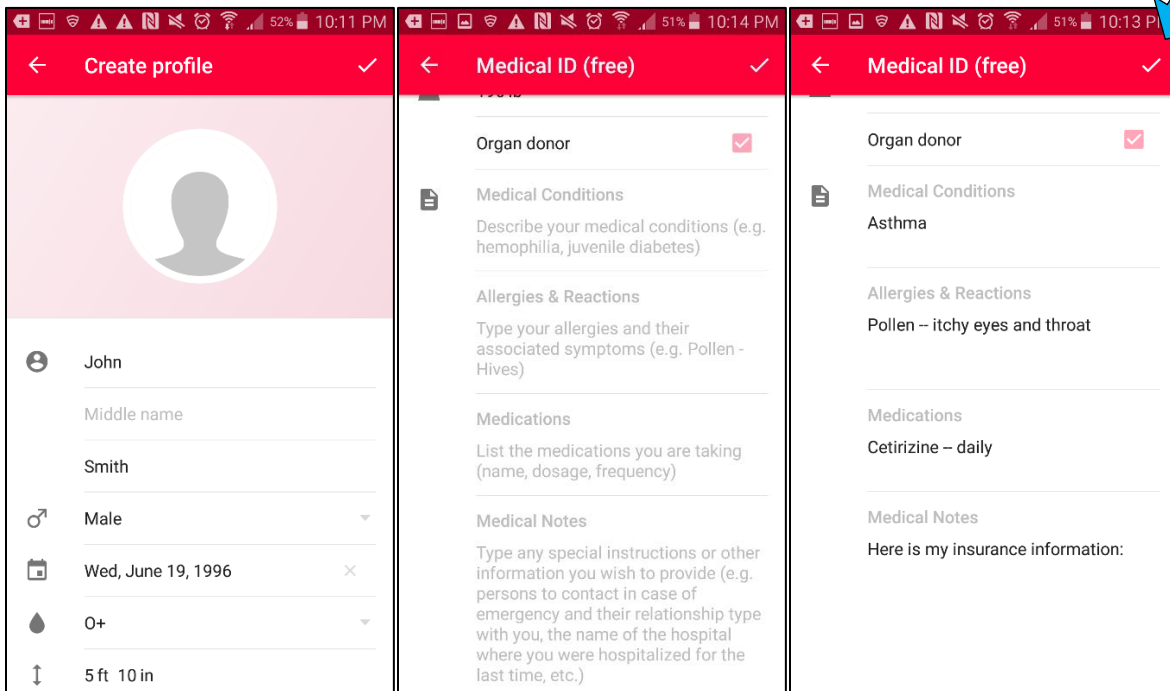 52% 10:11 PM
Create profile
John
Middle name
Smith
Male
Wed, June 19, 1996
O+
5 ft 10 in
51% 10:14 PM
Medical ID (free)
Organ donor
Medical Conditions
Describe your medical conditions (e.g.
hemophilia, juvenile diabetes)
Allergies & Reactions
Type your allergies and their
associated symptoms (e.g. Pollen -
Hives)
Medications
List the medications you are taking
(name, dosage, frequency)
Medical Notes
Type any special instructions or other
information you wish to provide (e.g.
persons to contact in case of
emergency and their relationship type
with you, the name of the hospital
where you were hospitalized for the
last time, etc.)
51% 10:13 P
Medical ID (free)
Organ donor
Medical Conditions
Asthma
Allergies & Reactions
Pollen -- itchy eyes and throat
Medications
Cetirizine -- daily
Medical Notes
Here is my insurance information: